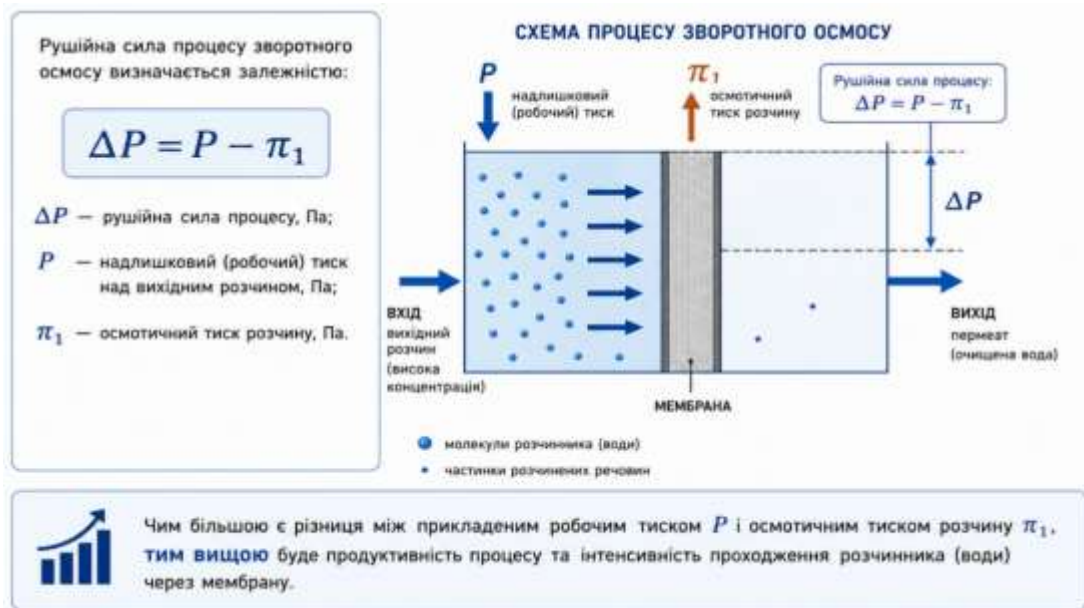 Рушійна сила процесу зворотного
осмосу визначається залежністю:
ΔP = P − π₁
ΔP — рушійна сила процесу, Па;
P — надлишковий (робочий) тиск
над вихідним розчином, Па;
π₁ — осмотичний тиск розчину, Па.
СХЕМА ПРОЦЕСУ ЗВОРОТНОГО ОСМОСУ
P
надлишковий
(робочий) тиск
π₁
осмотичний
тиск розчину
Рушійна сила процесу:
ΔP = P − π₁
ΔP
ВХІД
вихідний
розчин
(висока
концентрація)
ВИХІД
пермеат
(очищена вода)
МЕМБРАНА
молекули розчинника (води)
частинки розчинених речовин
Чим більшою є різниця між прикладеним робочим тиском P і осмотичним тиском розчину π₁,
тим вищою буде продуктивність процесу та інтенсивність проходження розчинника (води)
через мембрану.